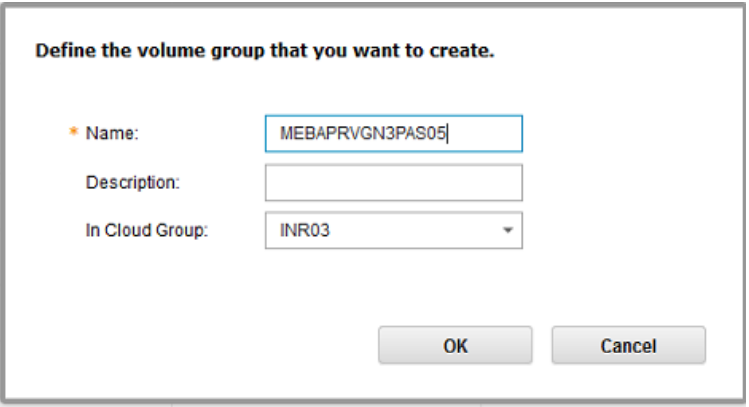 Define the volume group that you want to create.
* Name: MEBAPRVGN3PAS05
Description:
In Cloud Group: INR03
OK Cancel